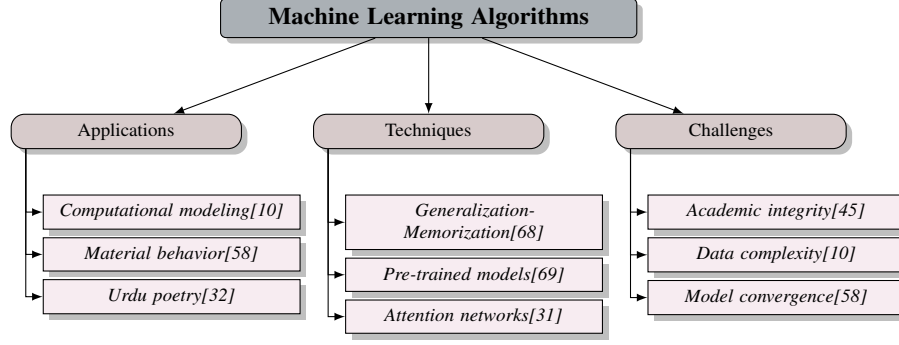 Machine Learning Algorithms
Applications
Computational modeling[10]
Material behavior[58]
Urdu poetry[32]
Techniques
Generalization-
Memorization[68]
Pre-trained models[69]
Attention networks[31]
Challenges
Academic integrity[45]
Data complexity[10]
Model convergence[58]